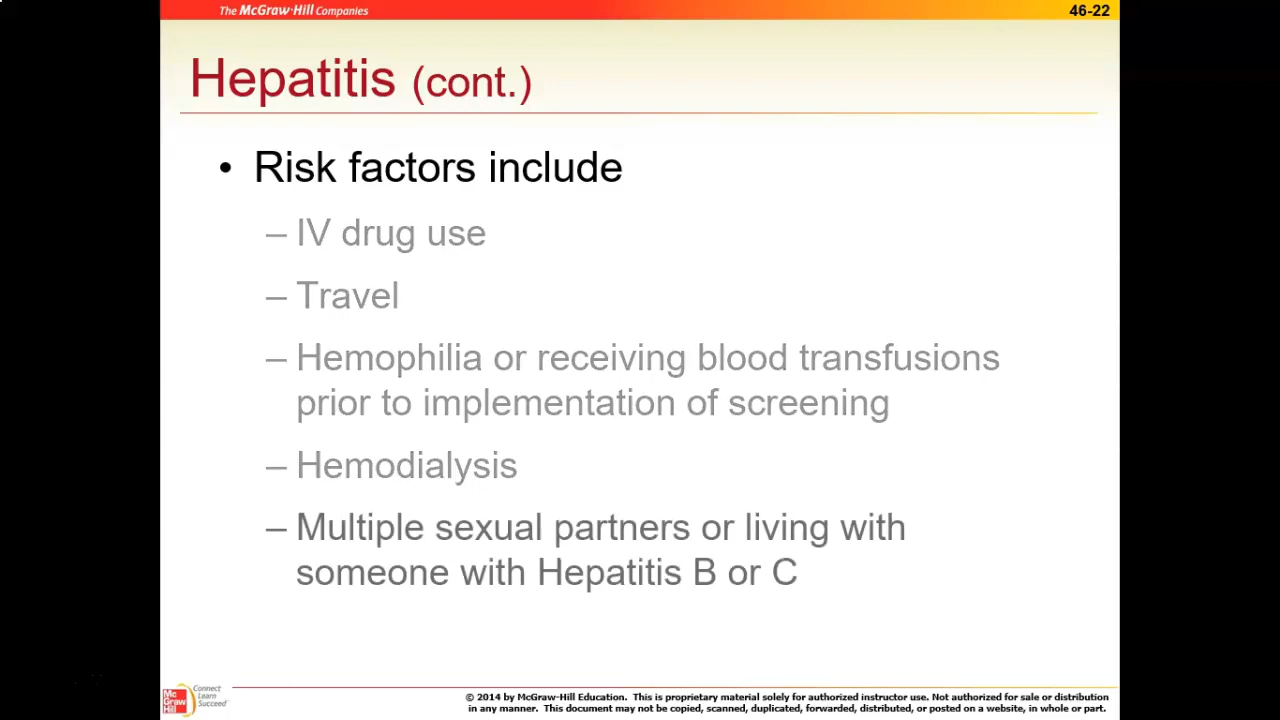 The McGraw·Hill Companies
46-22
Hepatitis (cont.)
• Risk factors include
– IV drug use
– Travel
– Hemophilia or receiving blood transfusions
prior to implementation of screening
– Hemodialysis
– Multiple sexual partners or living with
someone with Hepatitis B or C
Mc
Graw
Hill
Connect
Learn
Succeed™
© 2014 by McGraw-Hill Education. This is proprietary material solely for authorized instructor use. Not authorized for sale or distribution
in any manner. This document may not be copied, scanned, duplicated, forwarded, distributed, or posted on a website, in whole or part.